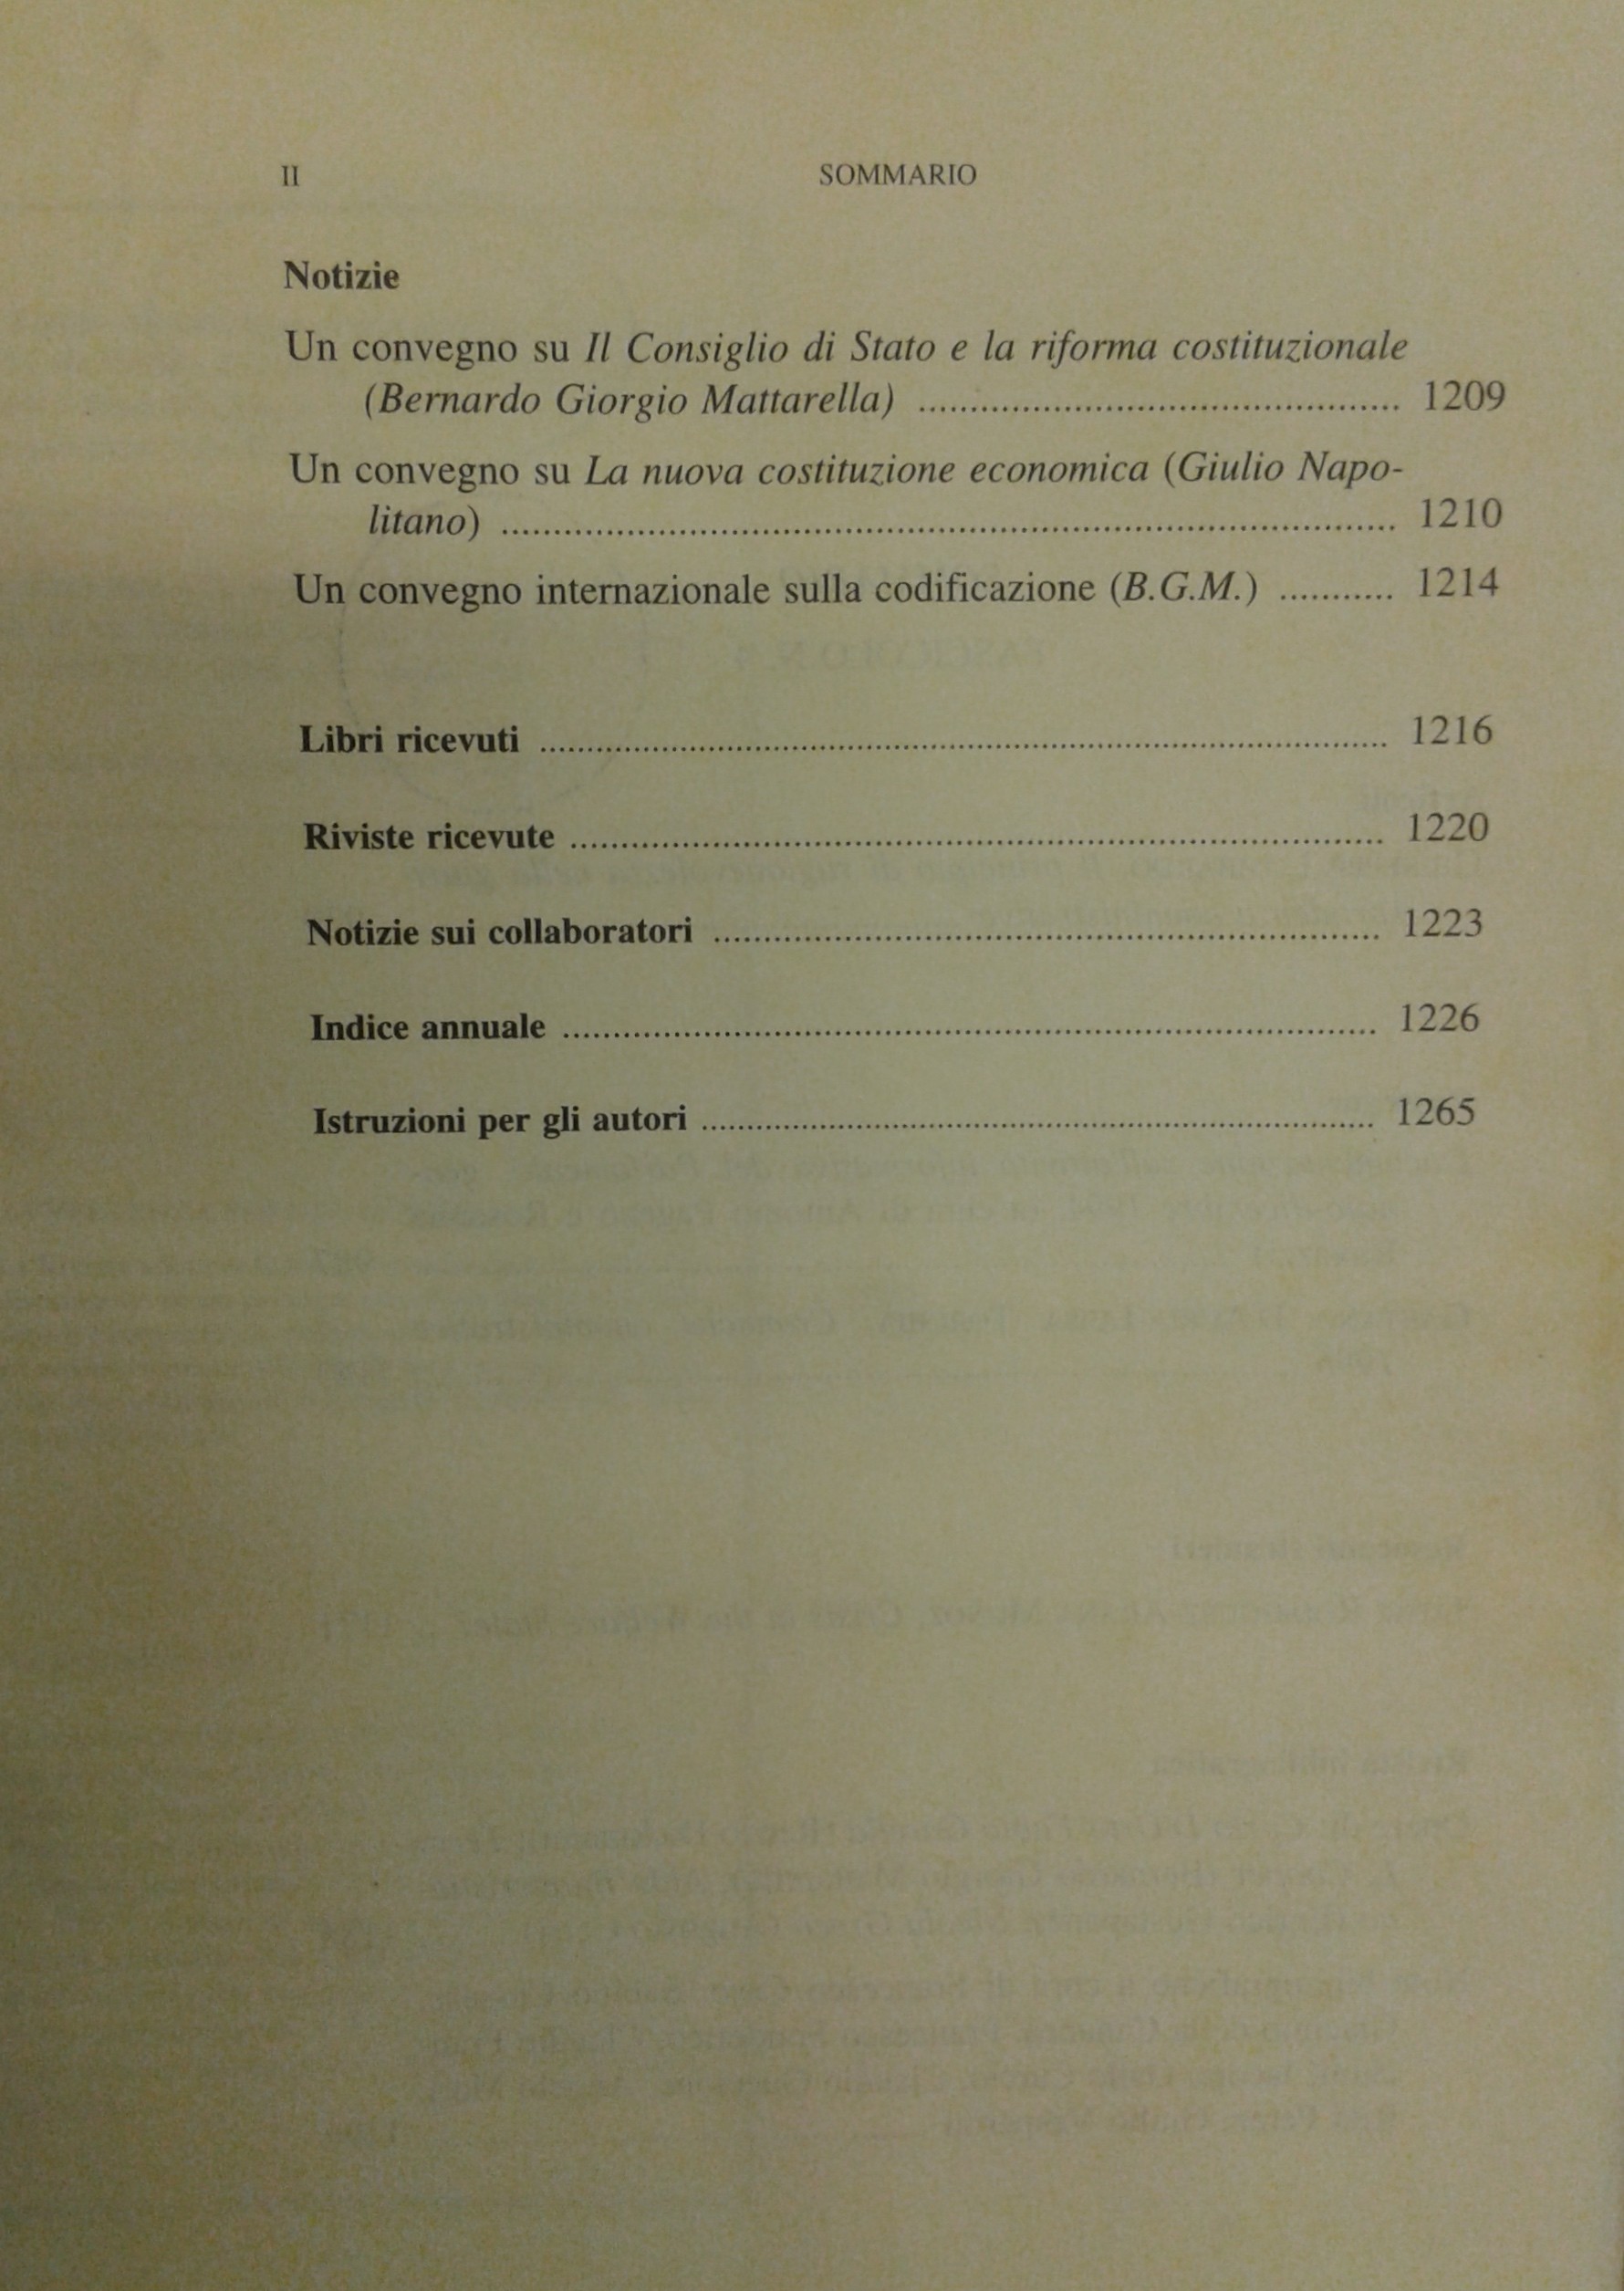 II SOMMARIO
Notizie
Un convegno su Il Consiglio di Stato e la riforma costituzionale
(Bernardo Giorgio Mattarella) ............................................... 1209
Un convegno su La nuova costituzione economica (Giulio Napo-
litano) ....................................................................................... 1210
Un convegno internazionale sulla codificazione (B.G.M.) ........... 1214
Libri ricevuti ................................................................................... 1216
Riviste ricevute ............................................................................... 1220
Notizie sui collaboratori ................................................................. 1223
Indice annuale ................................................................................ 1226
Istruzioni per gli autori .................................................................. 1265